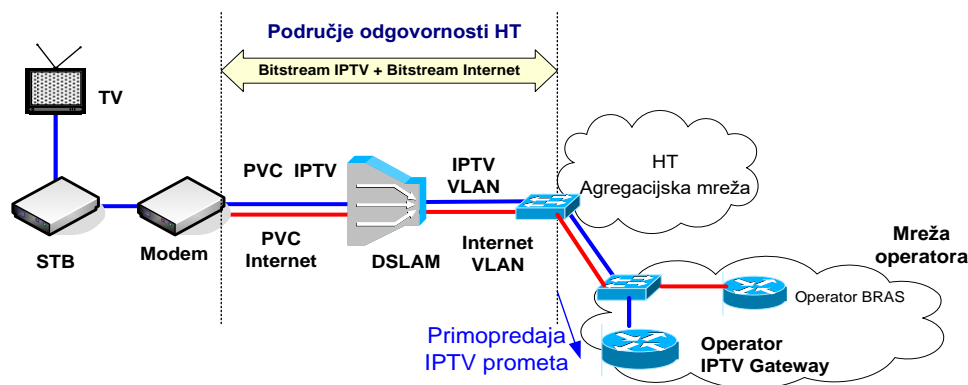 Područje odgovornosti HT
Bitstream IPTV + Bitstream Internet
TV
PVC IPTV
IPTV
VLAN
HT
Agregacijska mreža
STB
Modem
PVC
Internet
DSLAM
Internet
VLAN
Mreža
operatora
Operator BRAS
Primopredaja
IPTV prometa
Operator
IPTV Gateway